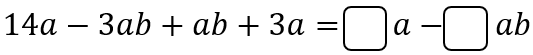 14a − 3ab + ab + 3a = □ a − □ ab